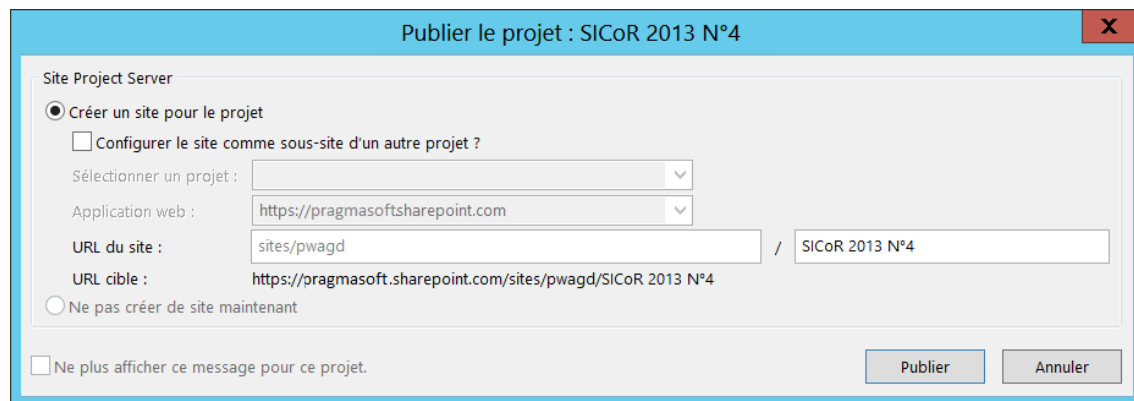 Publier le projet : SICoR 2013 N°4
X
Site Project Server
Créer un site pour le projet
Configurer le site comme sous-site d'un autre projet ?
Sélectionner un projet :
Application web : https://pragmasoftsharepoint.com
URL du site : sites/pwagd / SICoR 2013 N°4
URL cible : https://pragmasoft.sharepoint.com/sites/pwagd/SICoR 2013 N°4
Ne pas créer de site maintenant
Ne plus afficher ce message pour ce projet. Publier Annuler